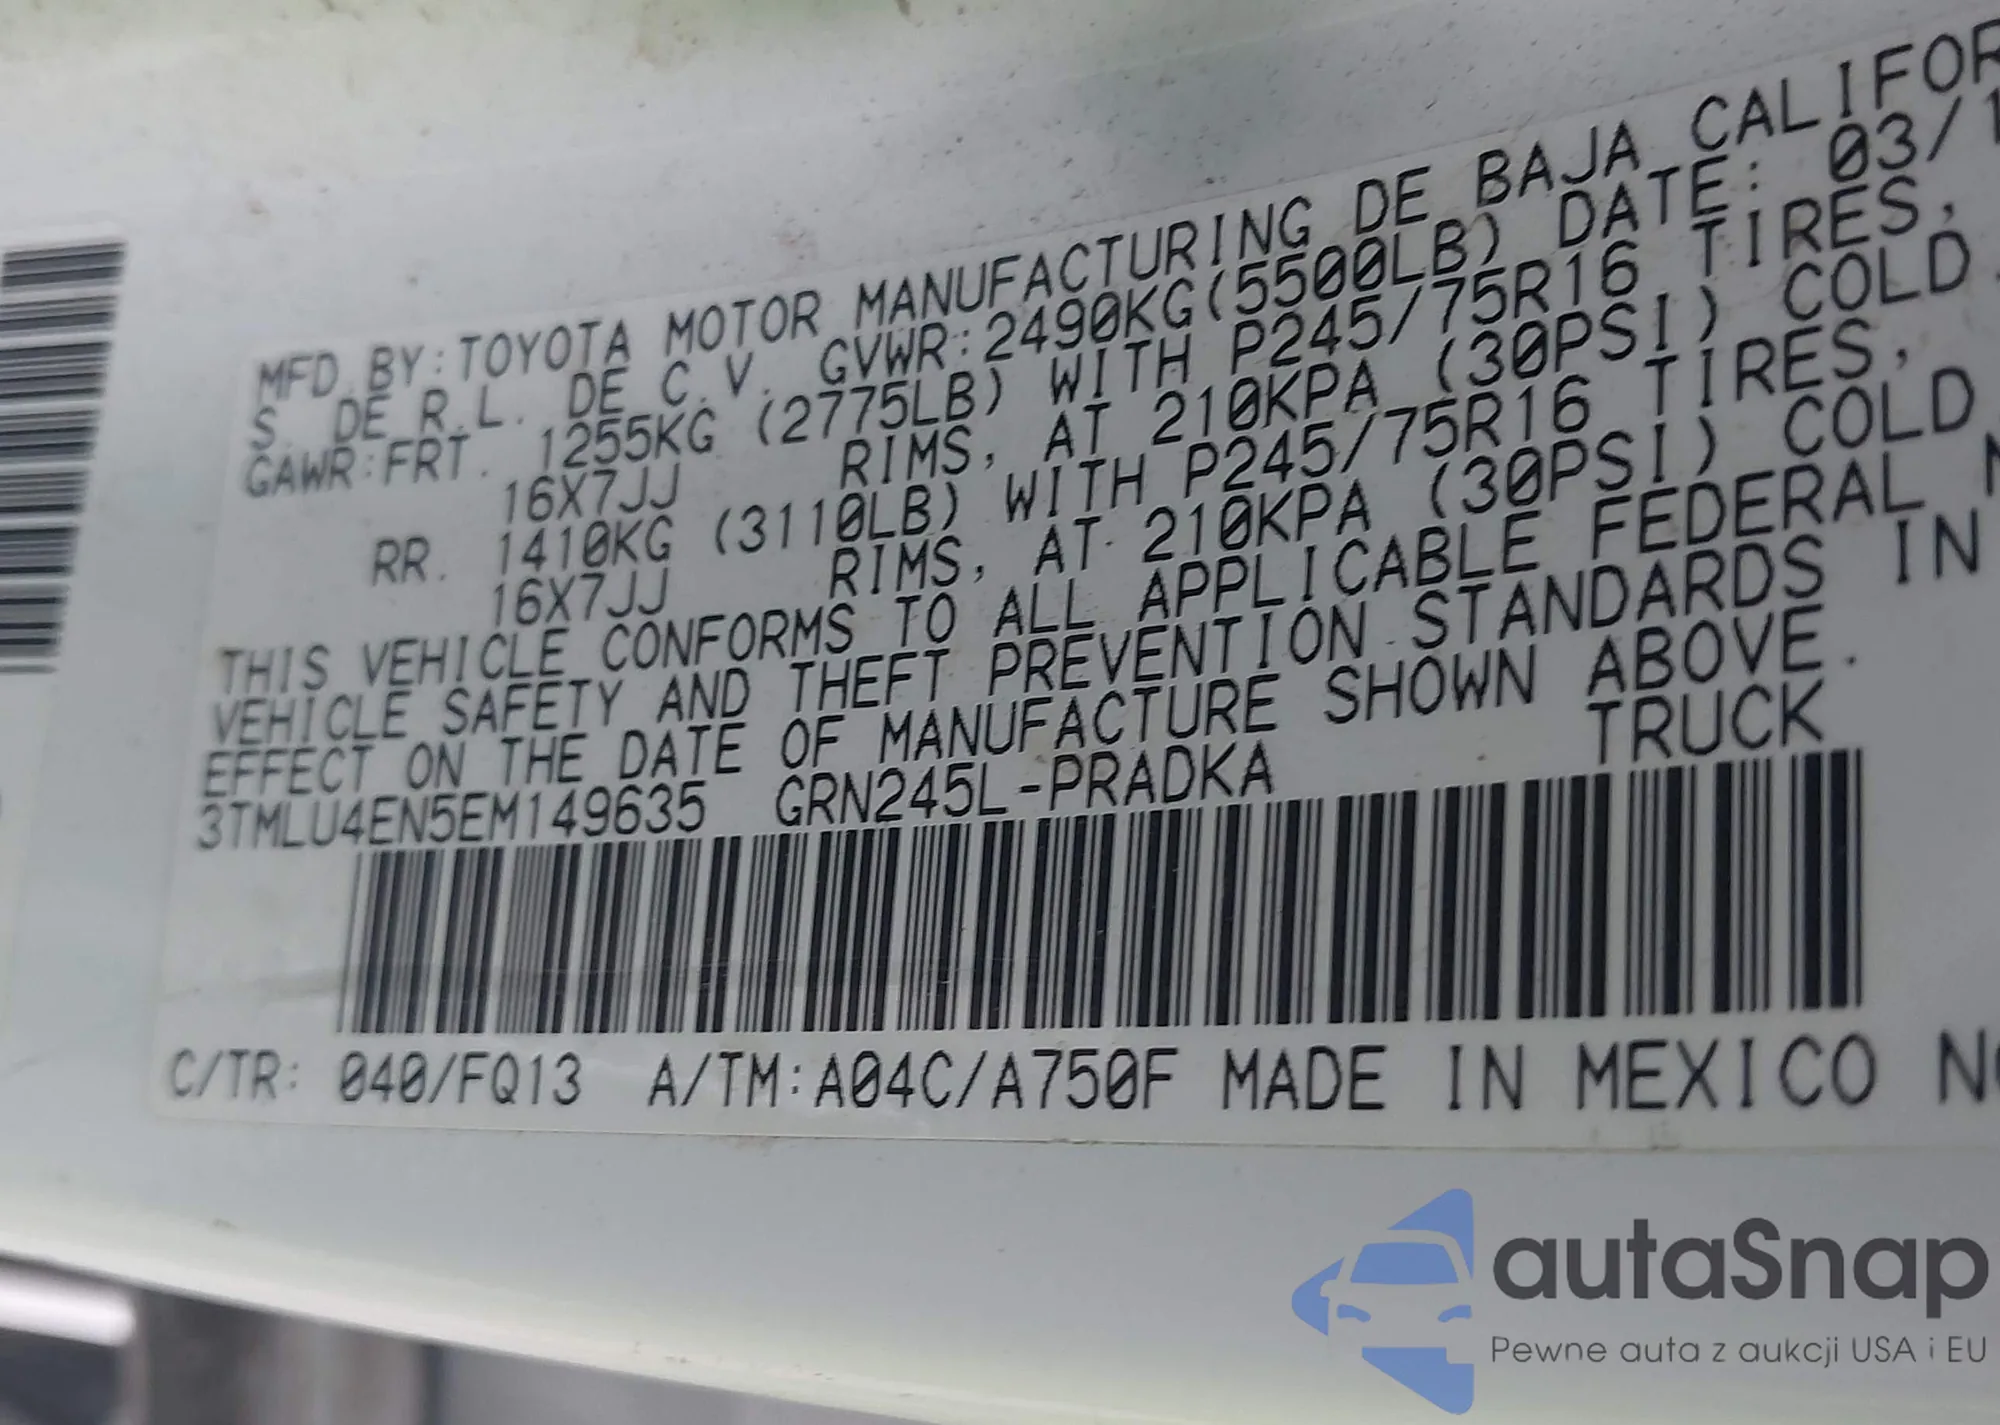 MFD. BY:TOYOTA MOTOR MANUFACTURING DE BAJA CALIFOR
S. DE R.L. DE C.V. GVWR:2490KG(5500LB) DATE: 03/1
GAWR:FRT. 1255KG (2775LB) WITH P245/75R16 TIRES,
16X7JJ RIMS, AT 210KPA (30PSI) COLD.
RR. 1410KG (3110LB) WITH P245/75R16 TIRES,
16X7JJ RIMS, AT 210KPA (30PSI) COLD
THIS VEHICLE CONFORMS TO ALL APPLICABLE FEDERAL
VEHICLE SAFETY AND THEFT PREVENTION STANDARDS IN
EFFECT ON THE DATE OF MANUFACTURE SHOWN ABOVE.
3TMLU4EN5EM149635 GRN245L-PRADKA TRUCK
C/TR: 040/FQ13 A/TM:A04C/A750F MADE IN MEXICO
autaSnap
Pewne auta z aukcji USA i EU